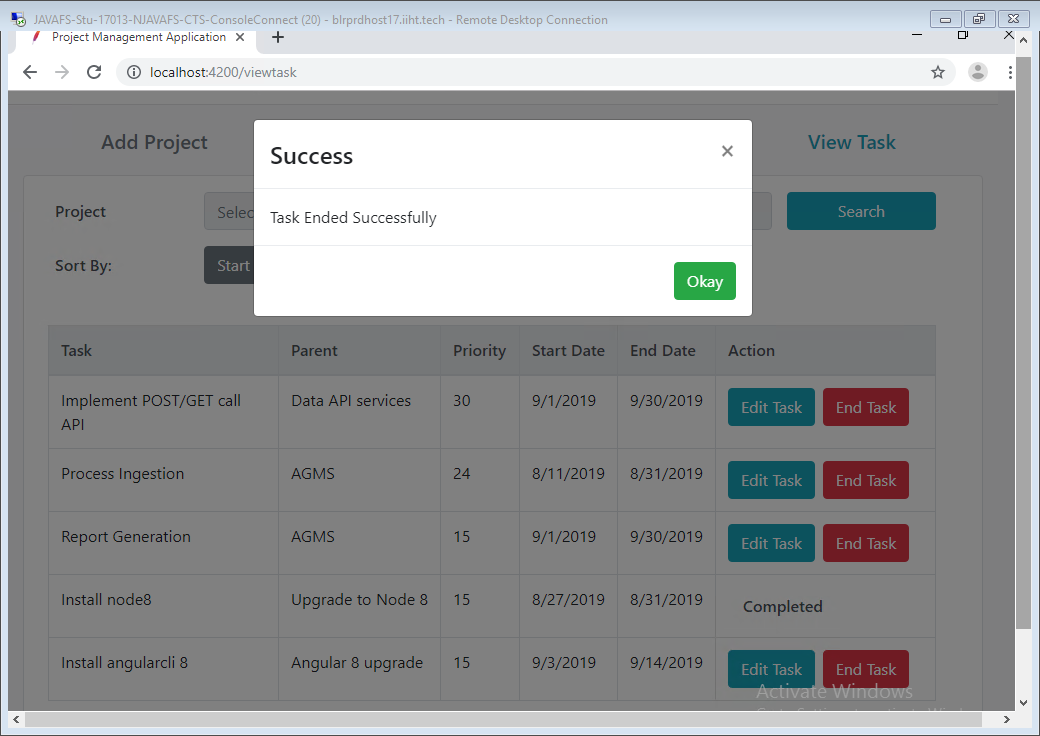 JAVAFS-Stu-17013-NJAVAFS-CTS-ConsoleConnect (20) - blrprdhost17.iiht.tech - Remote Desktop Connection
Project Management Application
localhost:4200/viewtask
Add Project
View Task
Success
Task Ended Successfully
Okay
Project
Search
Sort By:
Start
Task Parent Priority Start Date End Date Action
Implement POST/GET call Data API services 30 9/1/2019 9/30/2019 Edit Task End Task
API
Process Ingestion AGMS 24 8/11/2019 8/31/2019 Edit Task End Task
Report Generation AGMS 15 9/1/2019 9/30/2019 Edit Task End Task
Install node8 Upgrade to Node 8 15 8/27/2019 8/31/2019 Completed
Install angularcli 8 Angular 8 upgrade 15 9/3/2019 9/14/2019 Edit Task End Task
Activate Windows